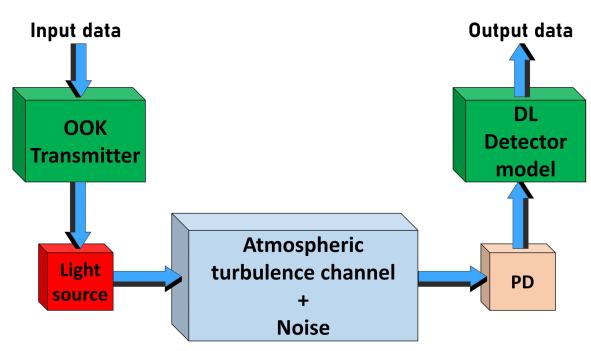 Input data
Output data
OOK
Transmitter
DL
Detector
model
Light
source
Atmospheric
turbulence channel
+
Noise
PD